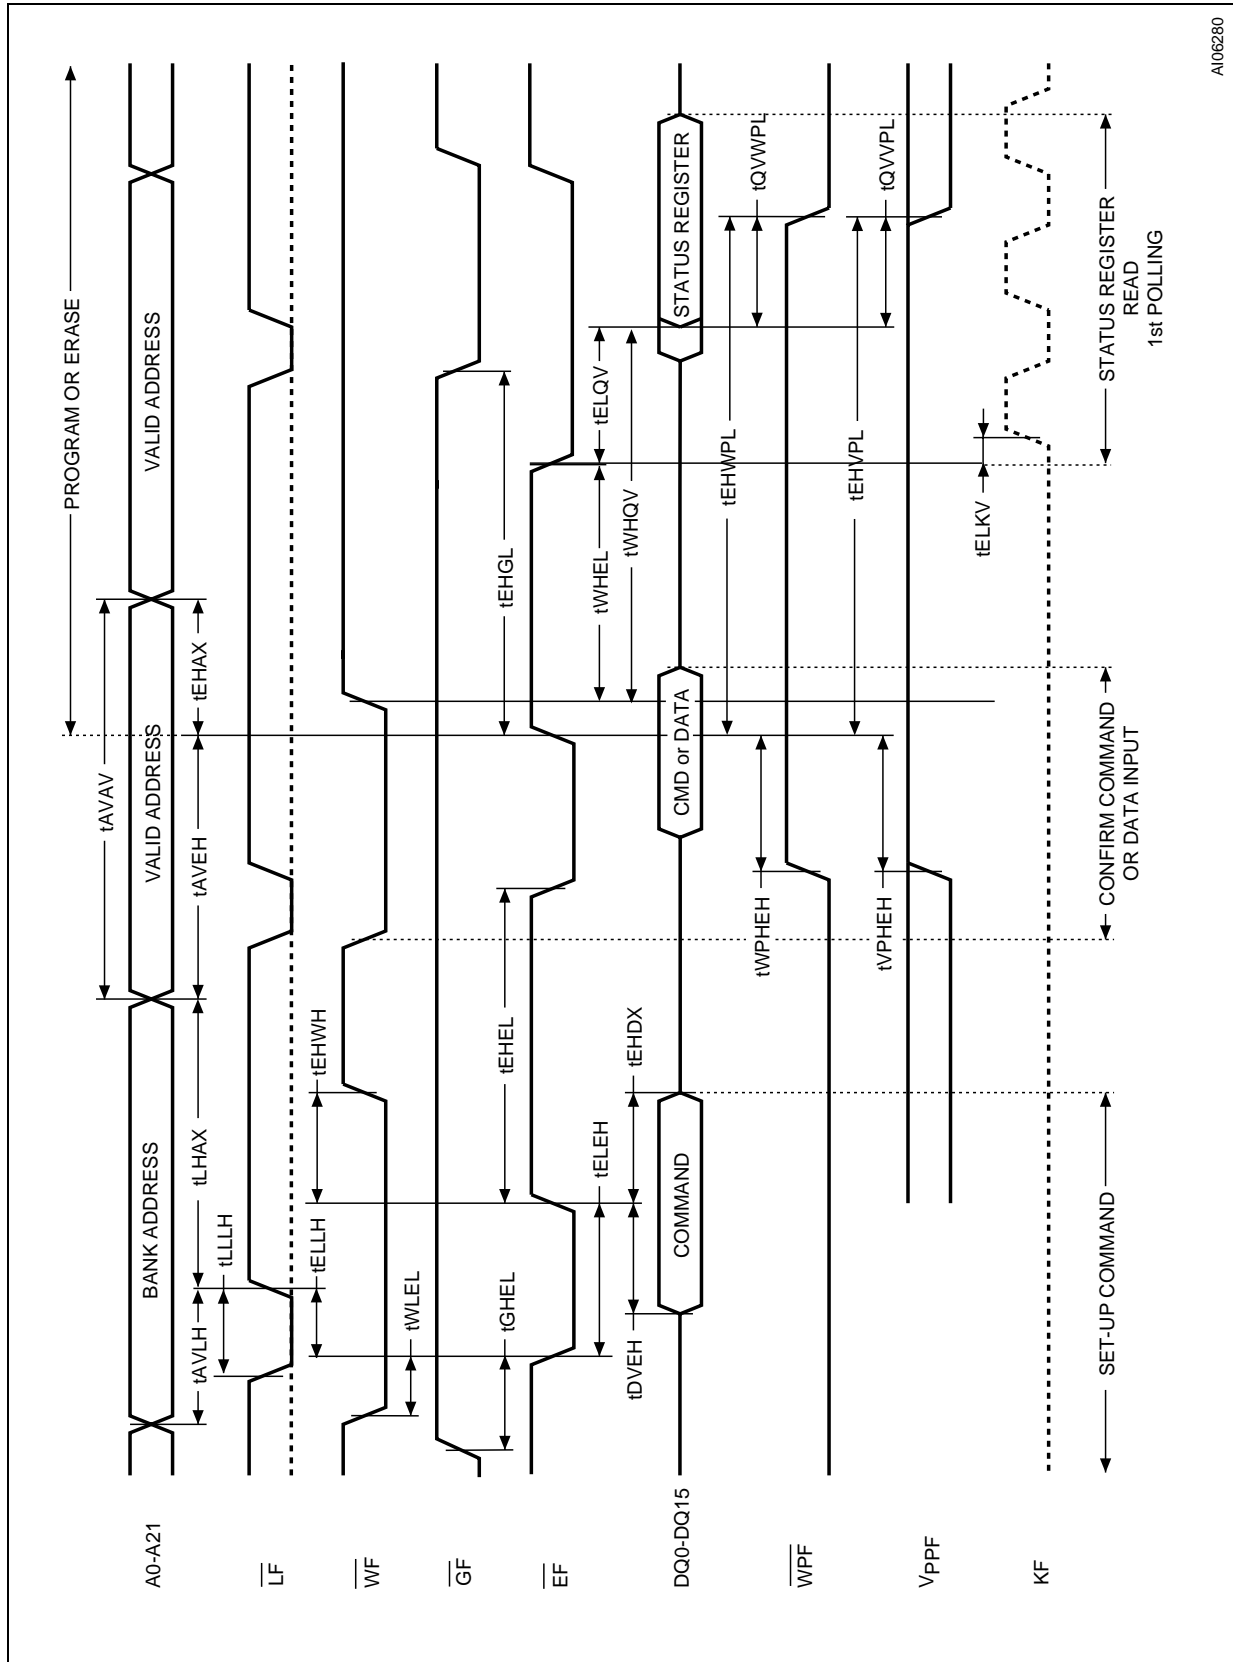 PROGRAM OR ERASE
tAVAV
A0-A21
BANK ADDRESS
VALID ADDRESS
VALID ADDRESS
tAVLH
tLHAX
tAVEH
tEHAX
tLLLH
LF
tELLH
tEHWH
WF
tWLEL
GF
tGHEL
tEHEL
tEHGL
EF
tELEH
tWHEL
tELQV
tDVEH
tEHDX
tWHQV
DQ0-DQ15
COMMAND
CMD or DATA
STATUS REGISTER
tEHWPL
tWPHEH
tQVWPL
WPF
tEHVPL
tVPHEH
tQVVPL
VPPF
tELKV
KF
SET-UP COMMAND
CONFIRM COMMAND
OR DATA INPUT
STATUS REGISTER
READ
1st POLLING
AI06280